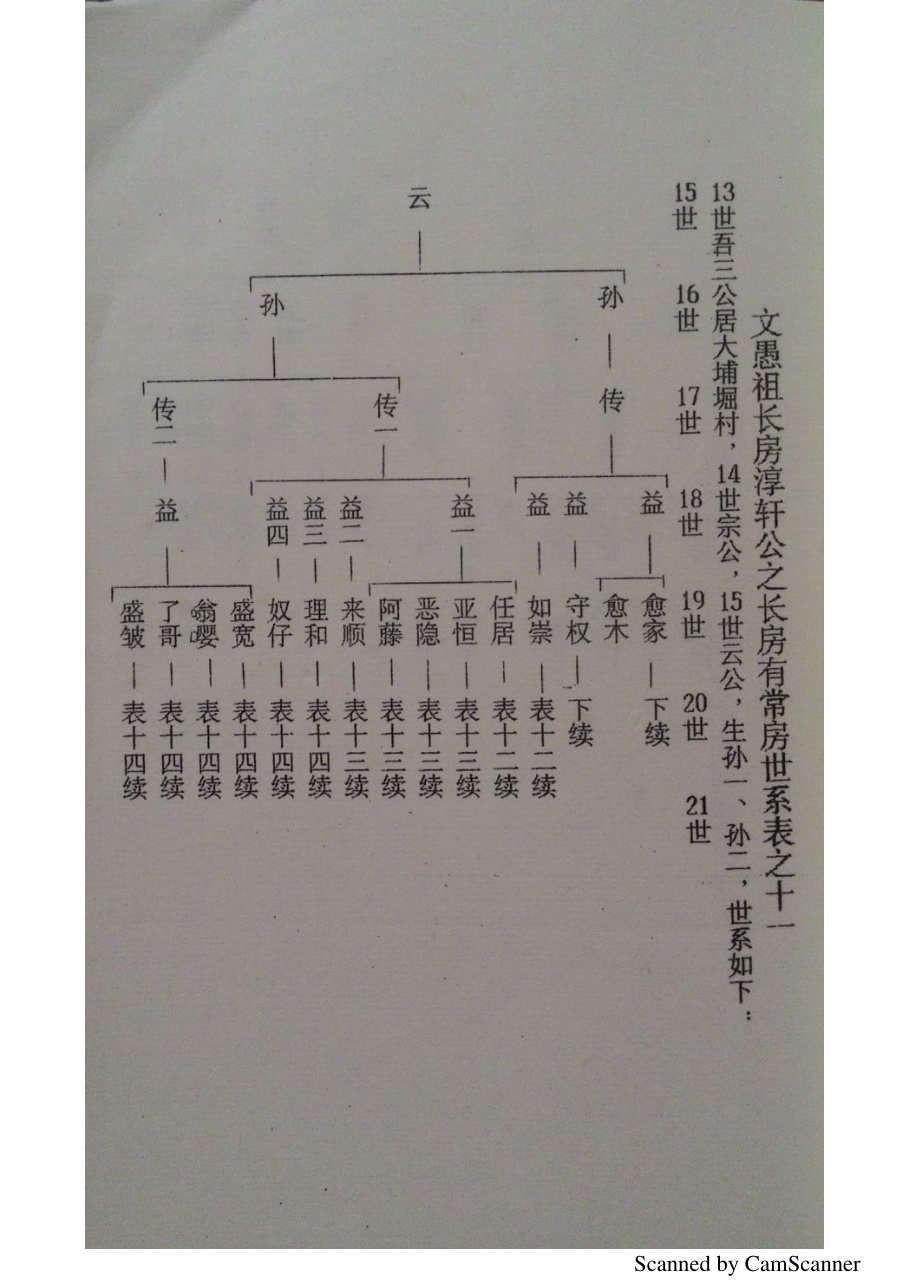 文愚祖长房淳轩公之长房有常房世系表之十一
13世吾三公居大埔堀村，14世宗公，15世云公，生孙一、孙二，世系如下：
15世 16世 17世 18世 19世 20世 21世
云
孙 孙
传 传一 传二
益 益 益 益一 益二 益三 益四 益
愈家 愈木 守权 如崇 任居 亚恒 恶隐 阿藤 来顺 理和 奴仔 盛宽 翁嘤 了哥 盛皱
下续 下续 表十二续 表十二续 表十三续 表十三续 表十三续 表十三续 表十四续 表十四续 表十四续 表十四续 表十四续 表十四续
Scanned by CamScanner